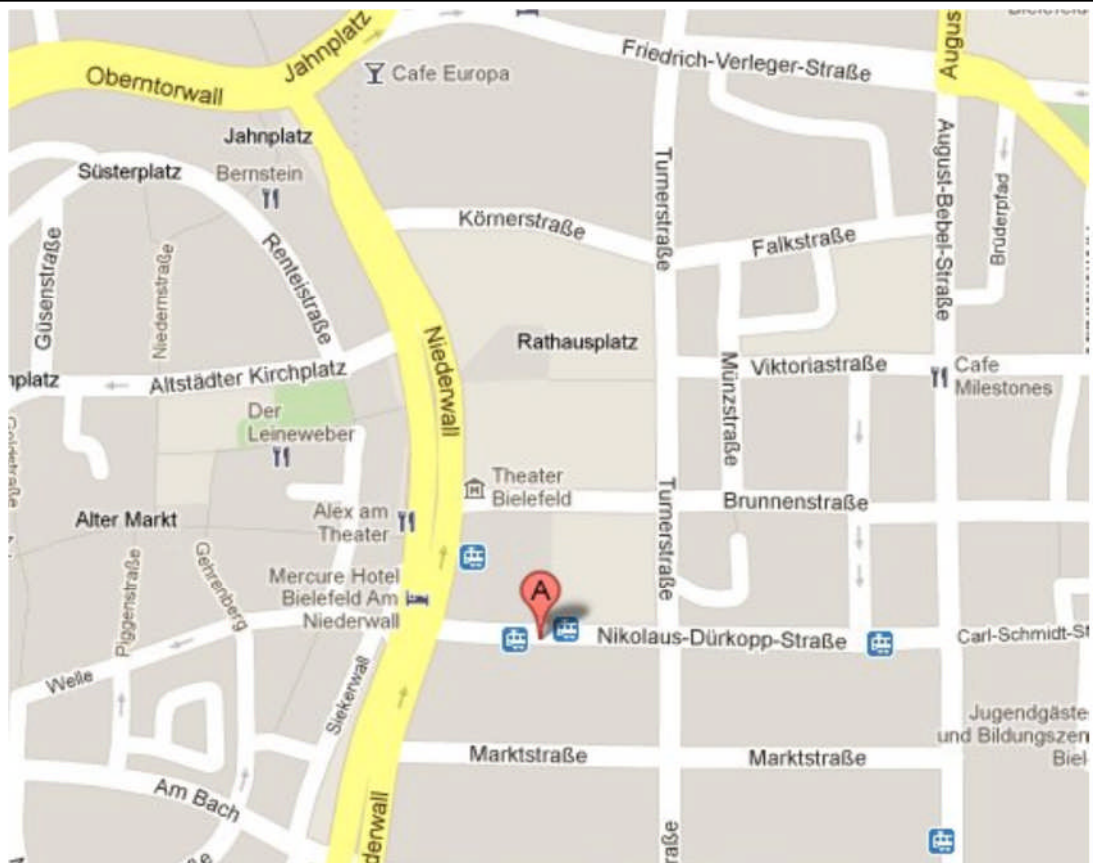 Jahnplatz
Friedrich-Verleger-Straße
Cafe Europa
Oberntorwall
Jahnplatz
Süsterplatz
Bernstein
Turnerstraße
August-Bebel-Straße
Brüderpfad
Körnerstraße
Falkstraße
Güsenstraße
Niedernstraße
Renteistraße
Niederwall
Rathausplatz
Viktoriastraße
Münzstraße
Cafe
Milestones
Altstädter Kirchplatz
nplatz
Der
Leineweber
Theater
Bielefeld
Turnerstraße
Brunnenstraße
Alex am
Theater
Alter Markt
Piggenstraße
Gehrenberg
Mercure Hotel
Bielefeld Am
Niederwall
A
Nikolaus-Dürkopp-Straße
Carl-Schmidt-St
Welle
Siekerwall
Jugendgäste
und Bildungszen
Biel
Marktstraße
Marktstraße
Am Bach
derwall
raße